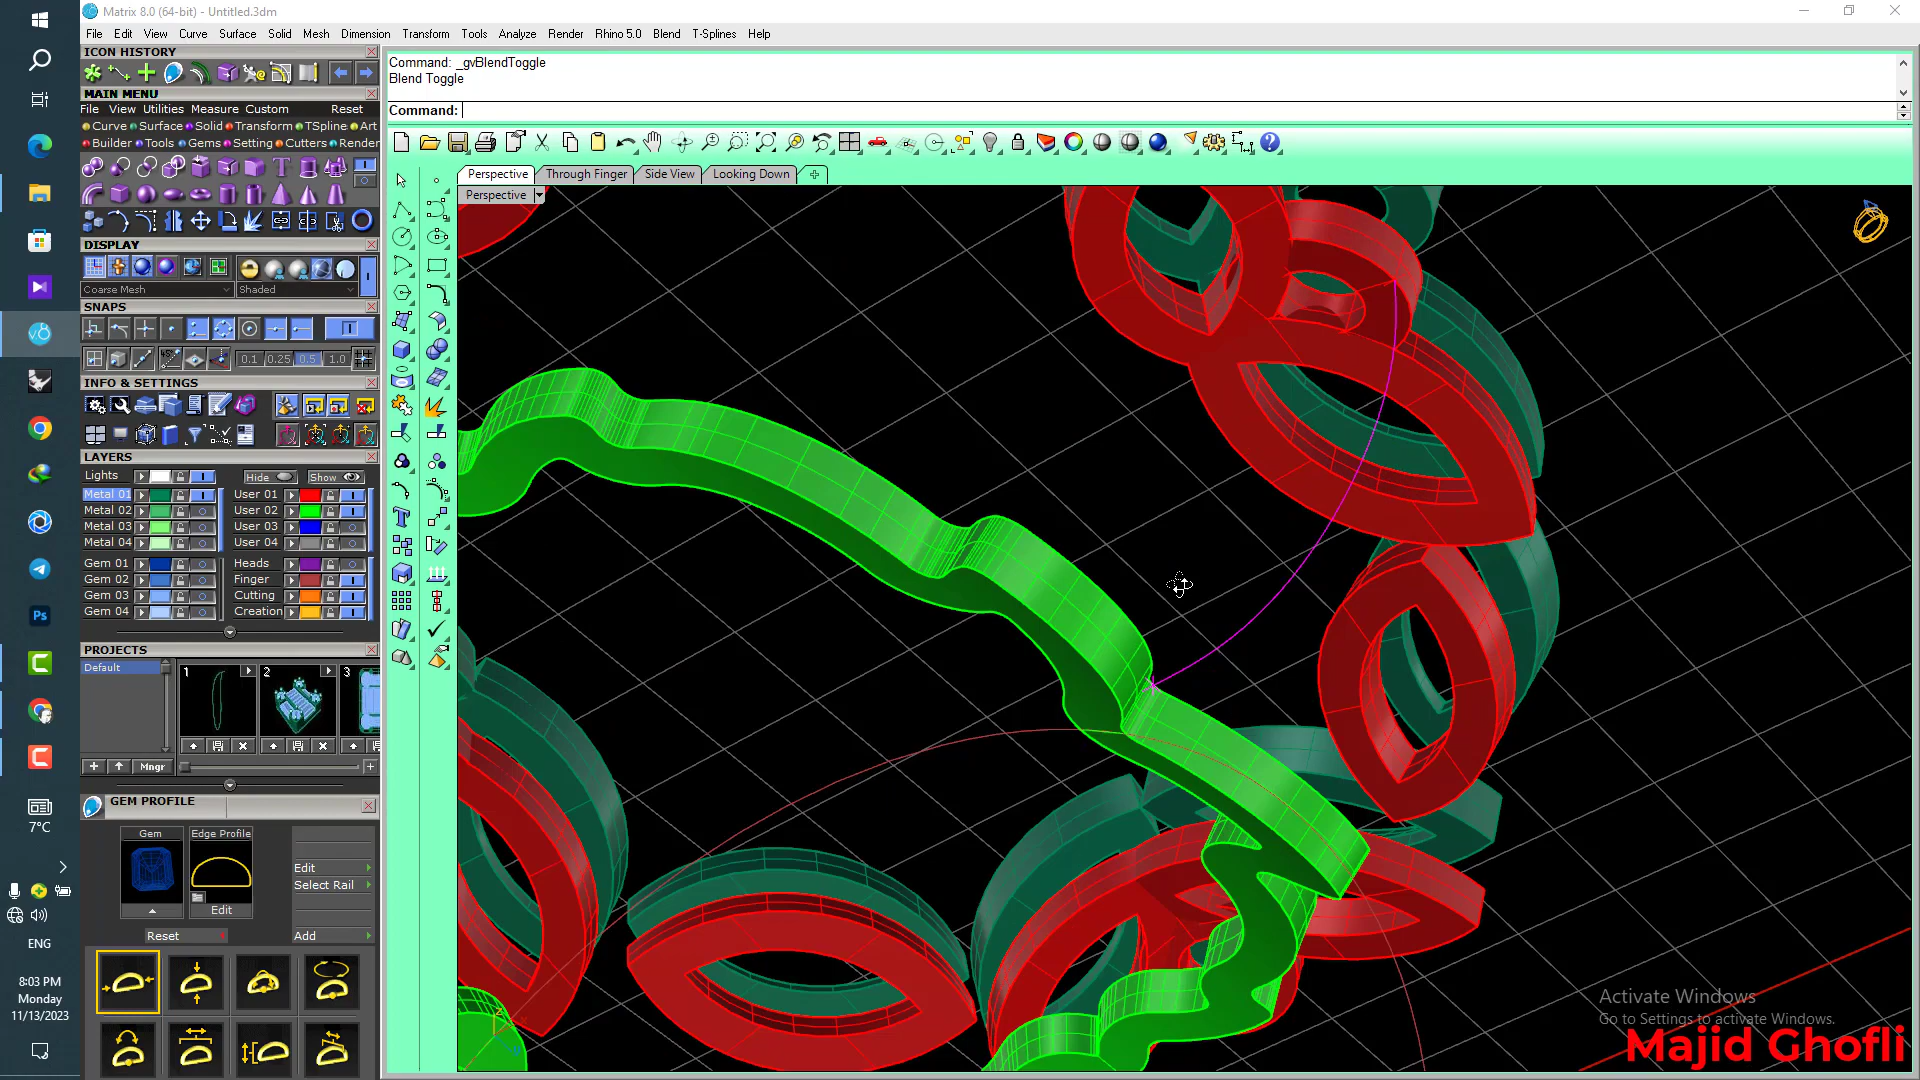 Matrix 8.0 (64-bit) - Untitled.3dm
File Edit View Curve Surface Solid Mesh Dimension Transform Tools Analyze Render Rhino 5.0 Blend T-Splines Help
ICON HISTORY
Command: _gvBlendToggle
Blend Toggle
Command:
MAIN MENU
File View Utilities Measure Custom Reset
Curve Surface Solid Transform TSpline Art
Builder Tools Gems Setting Cutters Render
Perspective Through Finger Side View Looking Down
Perspective
DISPLAY
Coarse Mesh Shaded
SNAPS
0.1 0.25 0.5 1.0
INFO & SETTINGS
LAYERS
Lights Hide Show
Metal 01 User 01
Metal 02 User 02
Metal 03 User 03
Metal 04 User 04
Gem 01 Heads
Gem 02 Finger
Gem 03 Cutting
Gem 04 Creation
PROJECTS
Default
1 2 3
Mngr
GEM PROFILE
Gem Edge Profile
Edit
Select Rail
Edit
Reset Add
7°C
ENG
8:03 PM
Monday
11/13/2023
Activate Windows
Go to Settings to activate Windows.
Majid Ghofli